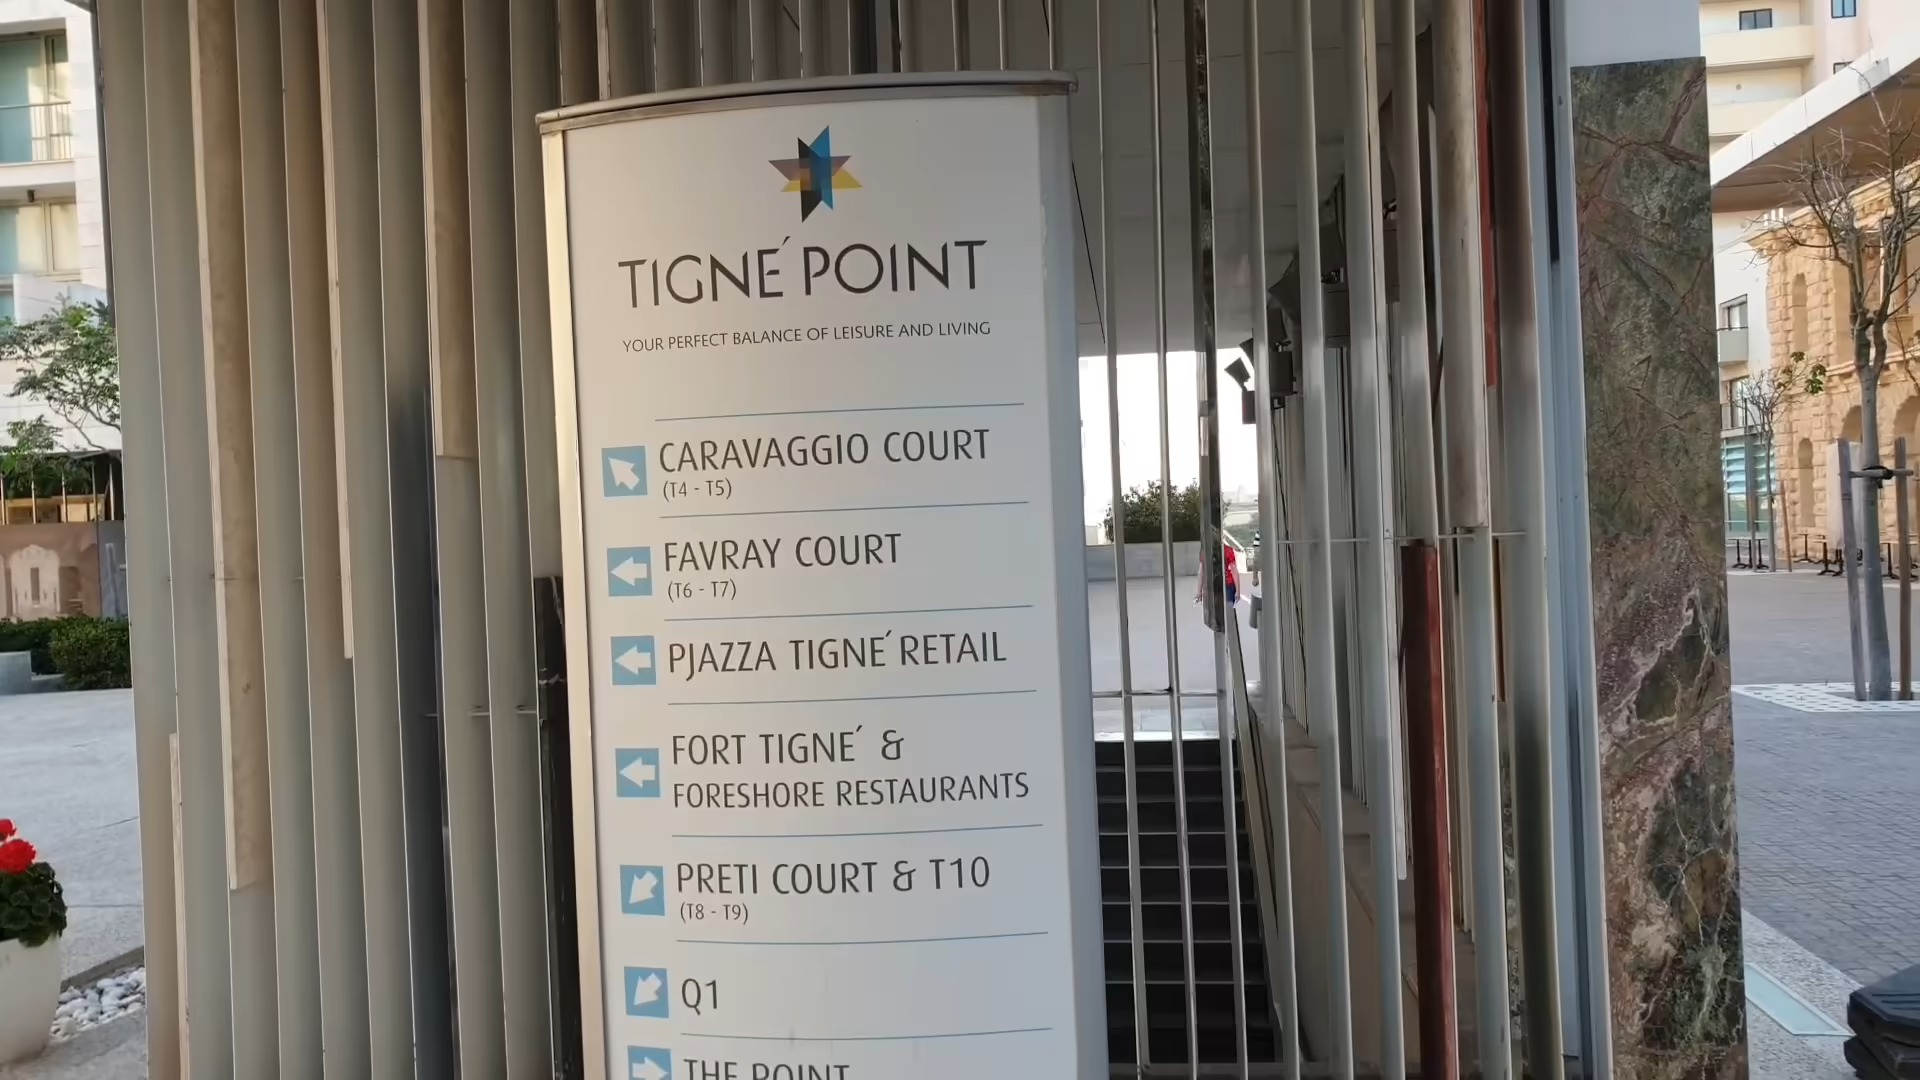 TIGNÉ POINT
YOUR PERFECT BALANCE OF LEISURE AND LIVING
CARAVAGGIO COURT
(T4 - T5)
FAVRAY COURT
(T6 - T7)
PJAZZA TIGNÉ RETAIL
FORT TIGNÉ &
FORESHORE RESTAURANTS
PRETI COURT & T10
(T8 - T9)
Q1
THE POINT